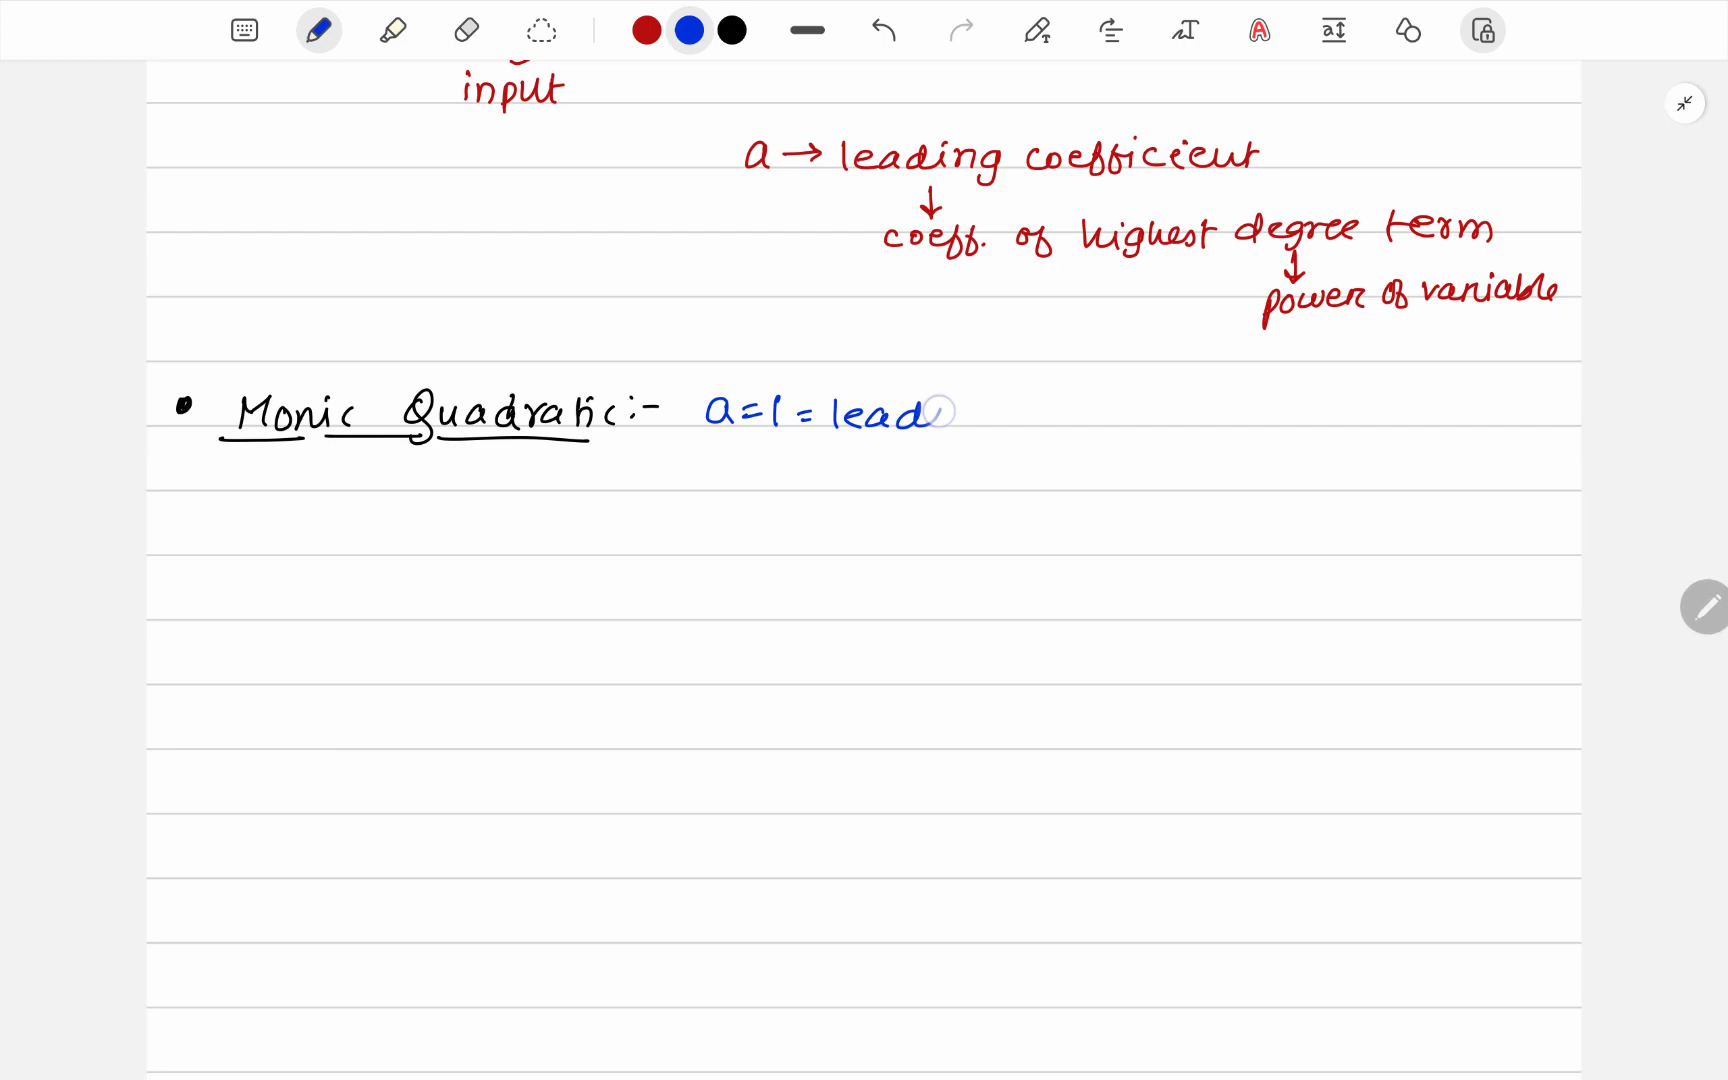 input
a → leading coefficient
↓
coeff. of highest degree term
↓
power of variable
• Monic Quadratic :- a = 1 = lead